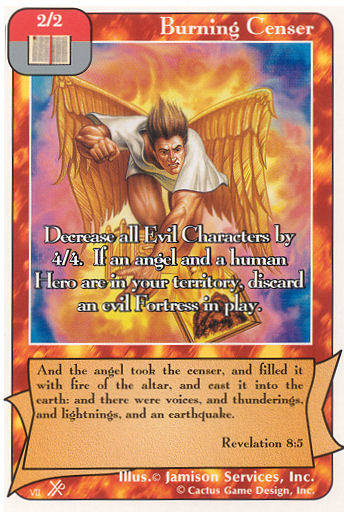 2/2
Burning Censer
Decrease all Evil Characters by
4/4. If an angel and a human
Hero are in your territory, discard
an evil Fortress in play.
And the angel took the censer, and filled it
with fire of the altar, and cast it into the
earth: and there were voices, and thunderings,
and lightnings, and an earthquake.
Revelation 8:5
Illus.© Jamison Services, Inc.
VII
© Cactus Game Design, Inc.